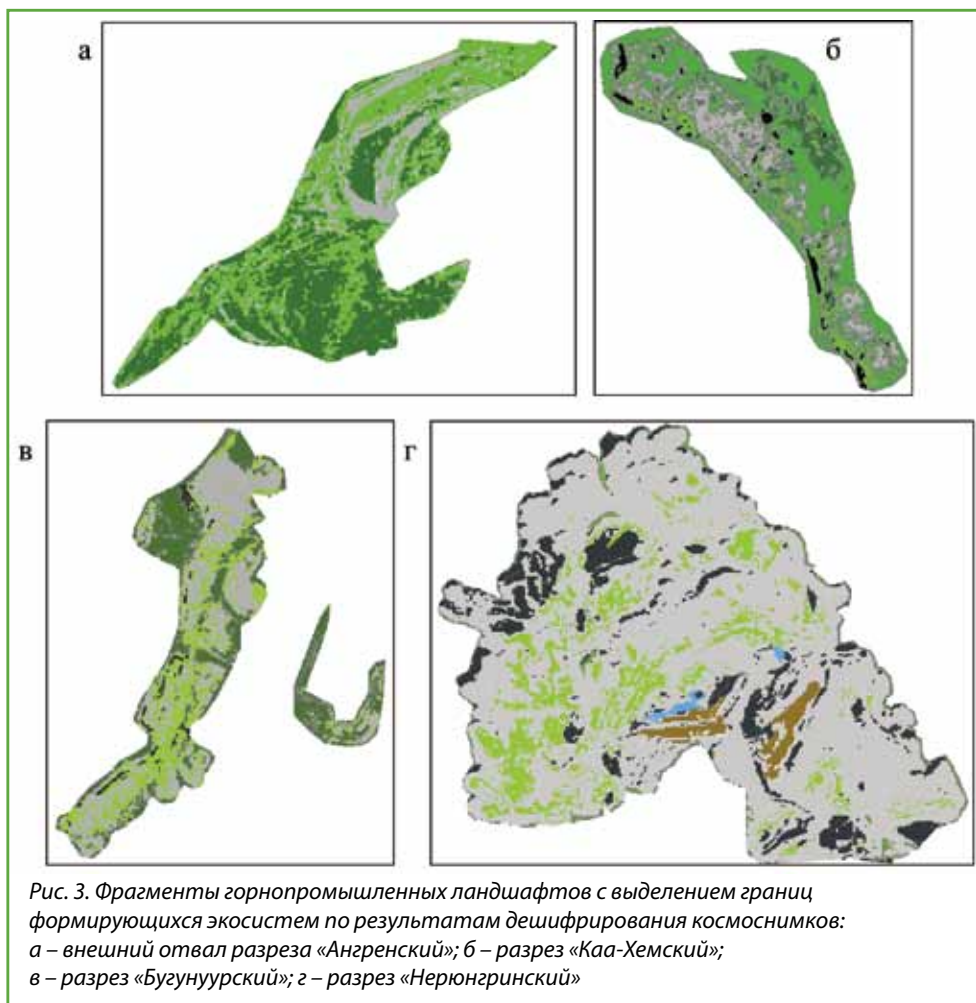 а
б
в
г
Рис. 3. Фрагменты горнопромышленных ландшафтов с выделением границ
формирующихся экосистем по результатам дешифрирования космоснимков:
а – внешний отвал разреза «Ангренский»; б – разрез «Каа-Хемский»;
в – разрез «Бугунуурский»; г – разрез «Нерюнгринский»